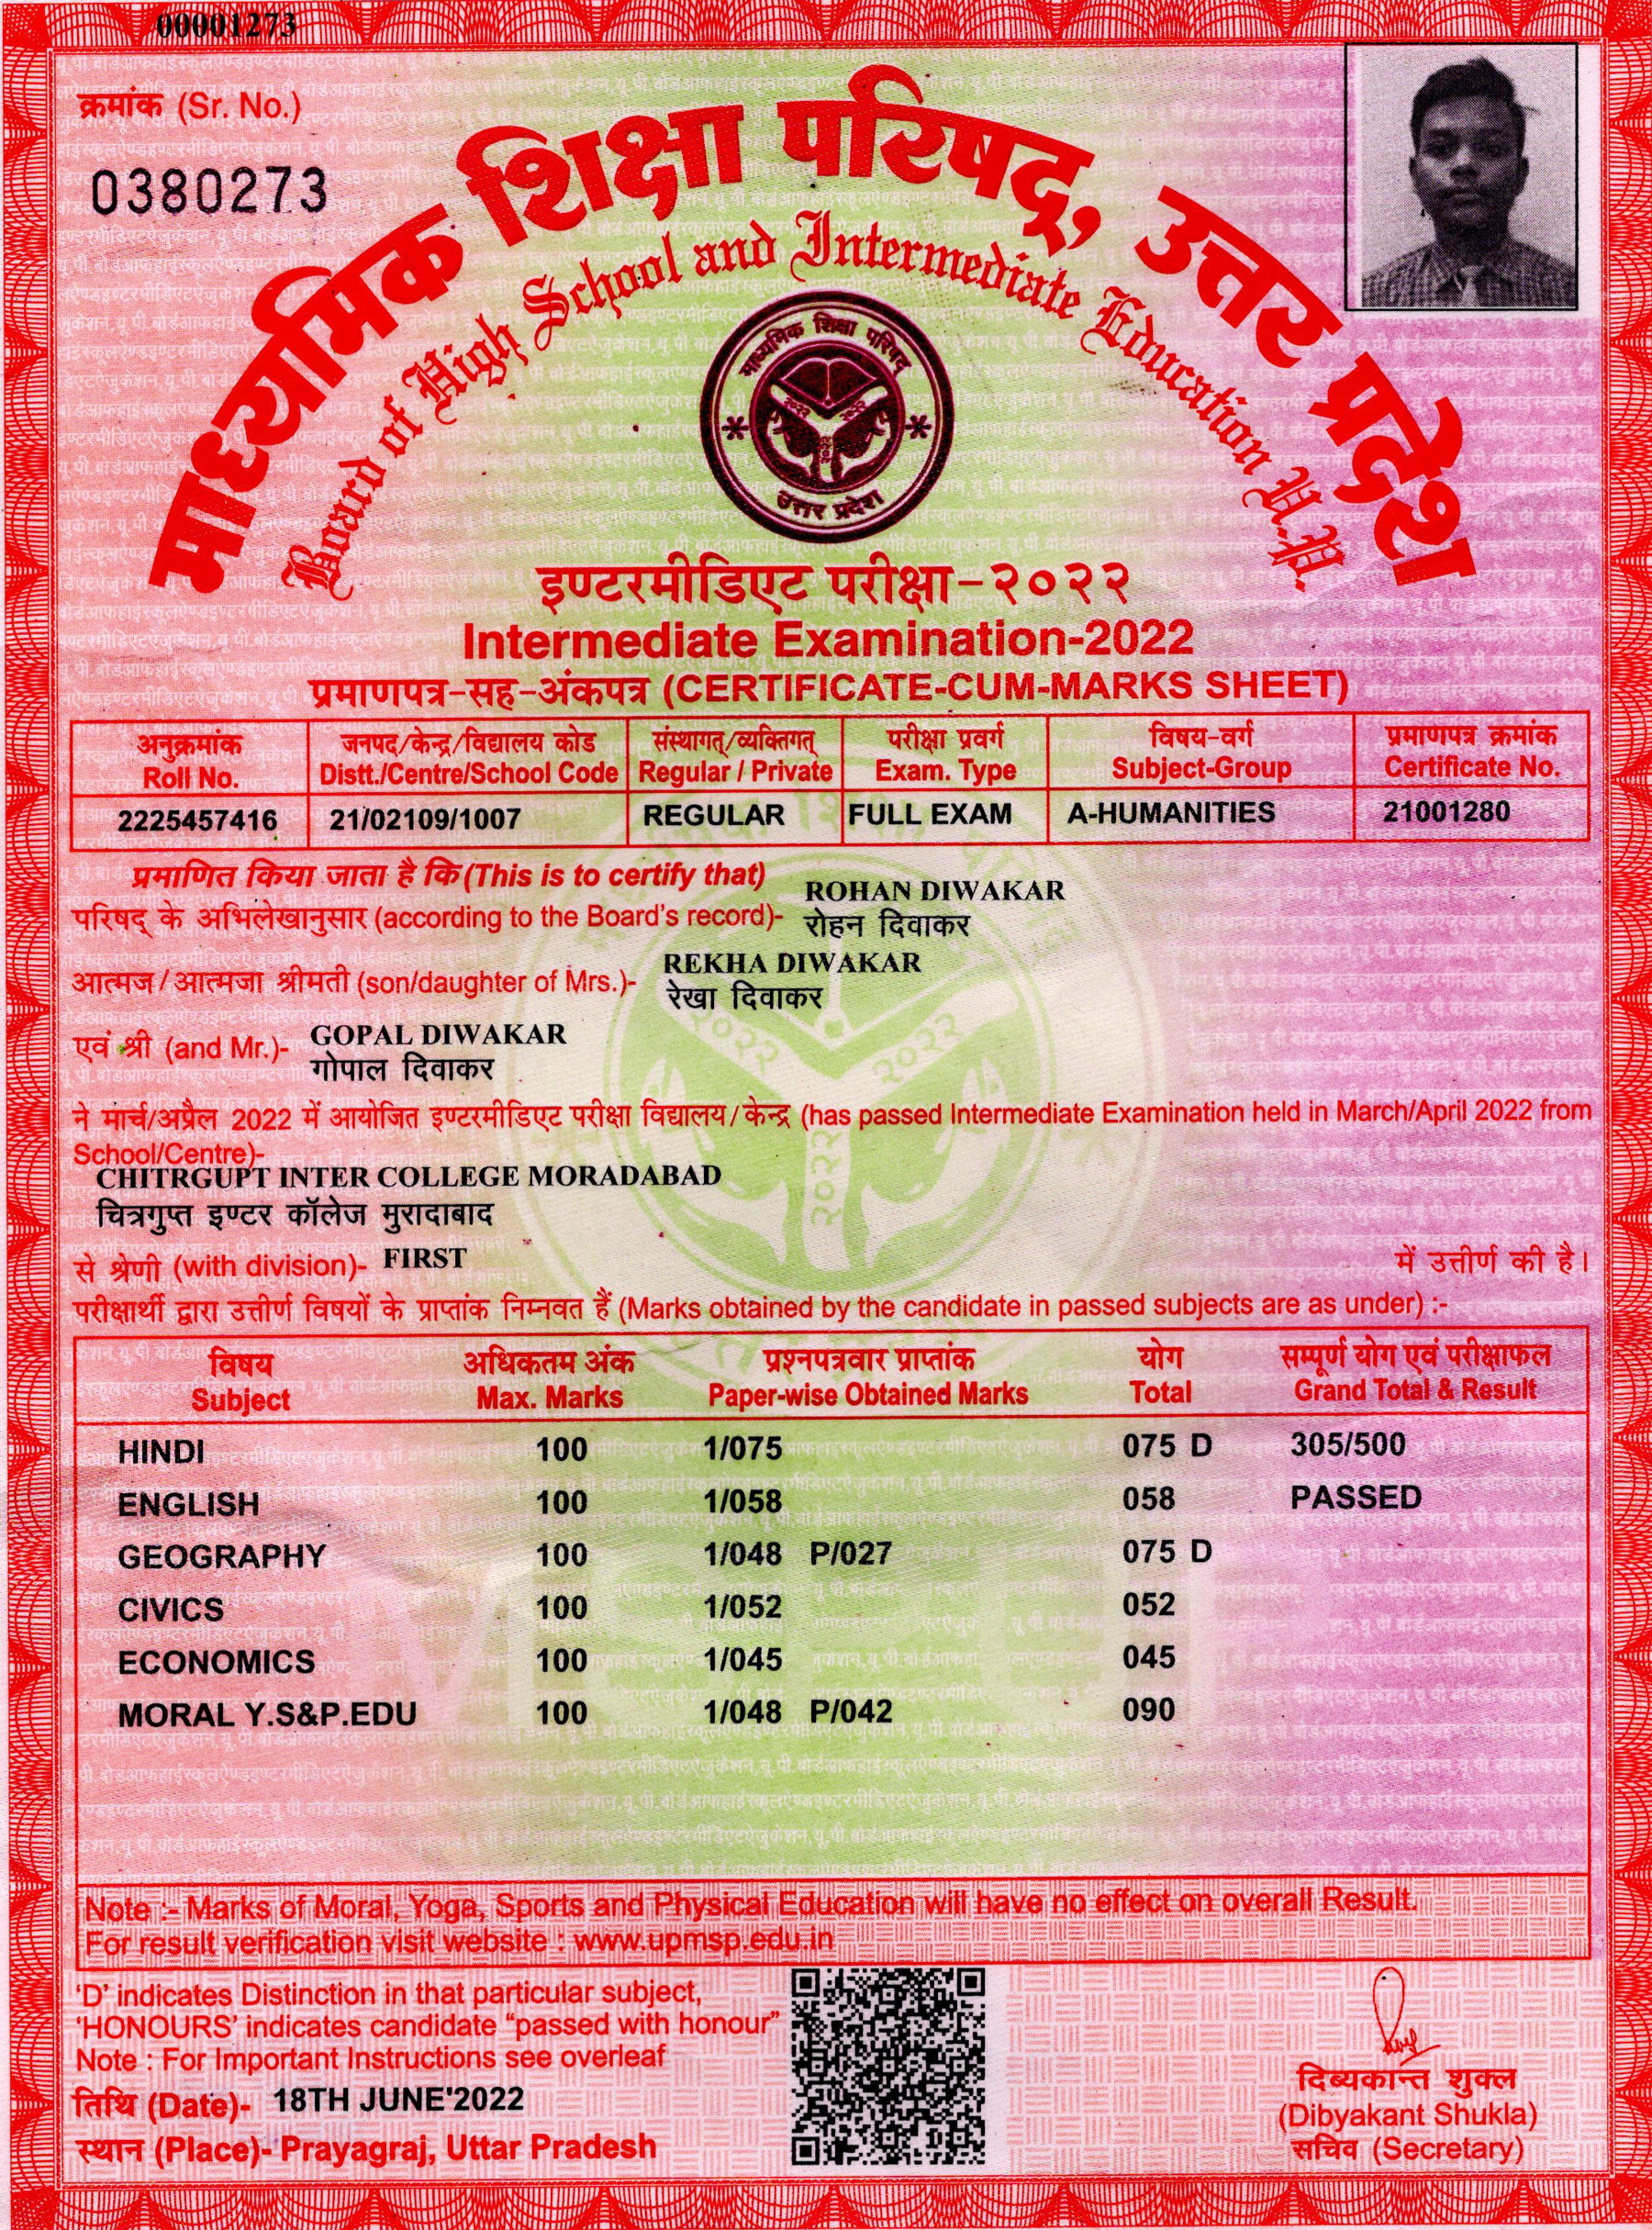 00001273
क्रमांक (Sr. No.)
0380273
माध्यमिक शिक्षा परिषद्, उत्तर प्रदेश
Board of High School and Intermediate Education U.P.
माध्यमिक शिक्षा परिषद
२०२२ २०२२
२०२२
उत्तर प्रदेश
इण्टरमीडिएट परीक्षा-२०२२
Intermediate Examination-2022
प्रमाणपत्र-सह-अंकपत्र (CERTIFICATE-CUM-MARKS SHEET)
अनुक्रमांक जनपद/केन्द्र/विद्यालय कोड संस्थागत्/व्यक्तिगत् परीक्षा प्रवर्ग विषय-वर्ग प्रमाणपत्र क्रमांक
Roll No. Distt./Centre/School Code Regular / Private Exam. Type Subject-Group Certificate No.
2225457416 21/02109/1007 REGULAR FULL EXAM A-HUMANITIES 21001280
प्रमाणित किया जाता है कि (This is to certify that)
ROHAN DIWAKAR
परिषद् के अभिलेखानुसार (according to the Board's record)- रोहन दिवाकर
REKHA DIWAKAR
आत्मज/आत्मजा श्रीमती (son/daughter of Mrs.)- रेखा दिवाकर
GOPAL DIWAKAR
एवं श्री (and Mr.)- गोपाल दिवाकर
२०२२ २०२२
ने मार्च/अप्रैल 2022 में आयोजित इण्टरमीडिएट परीक्षा विद्यालय/केन्द्र (has passed Intermediate Examination held in March/April 2022 from
School/Centre)-
CHITRGUPT INTER COLLEGE MORADABAD
चित्रगुप्त इण्टर कॉलेज मुरादाबाद
२०२२
से श्रेणी (with division)- FIRST में उत्तीर्ण की है।
परीक्षार्थी द्वारा उत्तीर्ण विषयों के प्राप्तांक निम्नवत हैं (Marks obtained by the candidate in passed subjects are as under) :-
विषय अधिकतम अंक प्रश्नपत्रवार प्राप्तांक योग सम्पूर्ण योग एवं परीक्षाफल
Subject Max. Marks Paper-wise Obtained Marks Total Grand Total & Result
HINDI 100 1/075 075 D 305/500
ENGLISH 100 1/058 058 PASSED
GEOGRAPHY 100 1/048 P/027 075 D
CIVICS 100 1/052 052
ECONOMICS 100 1/045 045
MORAL Y.S&P.EDU 100 1/048 P/042 090
Note :- Marks of Moral, Yoga, Sports and Physical Education will have no effect on overall Result.
For result verification visit website : www.upmsp.edu.in
'D' indicates Distinction in that particular subject,
'HONOURS' indicates candidate "passed with honour"
Note : For Important Instructions see overleaf
तिथि (Date)- 18TH JUNE'2022
स्थान (Place)- Prayagraj, Uttar Pradesh
दिब्यकान्त शुक्ल
(Dibyakant Shukla)
सचिव (Secretary)